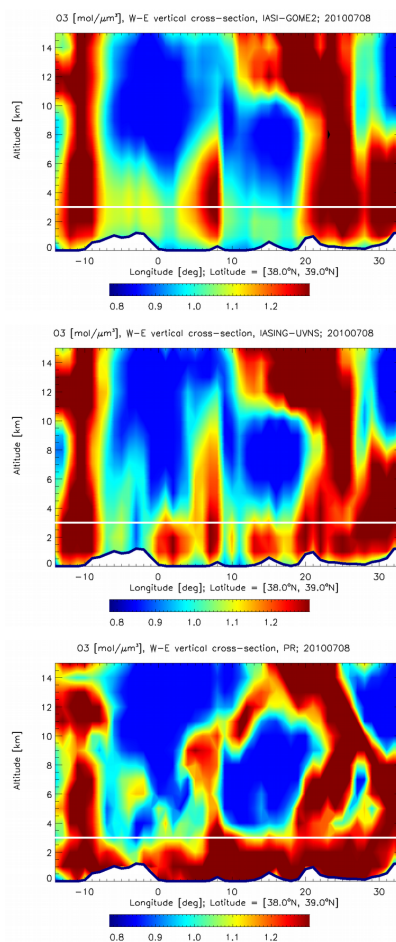 O3 [mol/μm³], W-E vertical cross-section, IASI-GOME2; 20100708
14
12
10
8
6
4
2
0
Altitude [km]
-10 0 10 20 30
Longitude [deg]; Latitude = [38.0°N, 39.0°N]
0.8 0.9 1.0 1.1 1.2
O3 [mol/μm³], W-E vertical cross-section, IASING-UVNS; 20100708
14
12
10
8
6
4
2
0
Altitude [km]
-10 0 10 20 30
Longitude [deg]; Latitude = [38.0°N, 39.0°N]
0.8 0.9 1.0 1.1 1.2
O3 [mol/μm³], W-E vertical cross-section, PR; 20100708
14
12
10
8
6
4
2
0
Altitude [km]
-10 0 10 20 30
Longitude [deg]; Latitude = [38.0°N, 39.0°N]
0.8 0.9 1.0 1.1 1.2